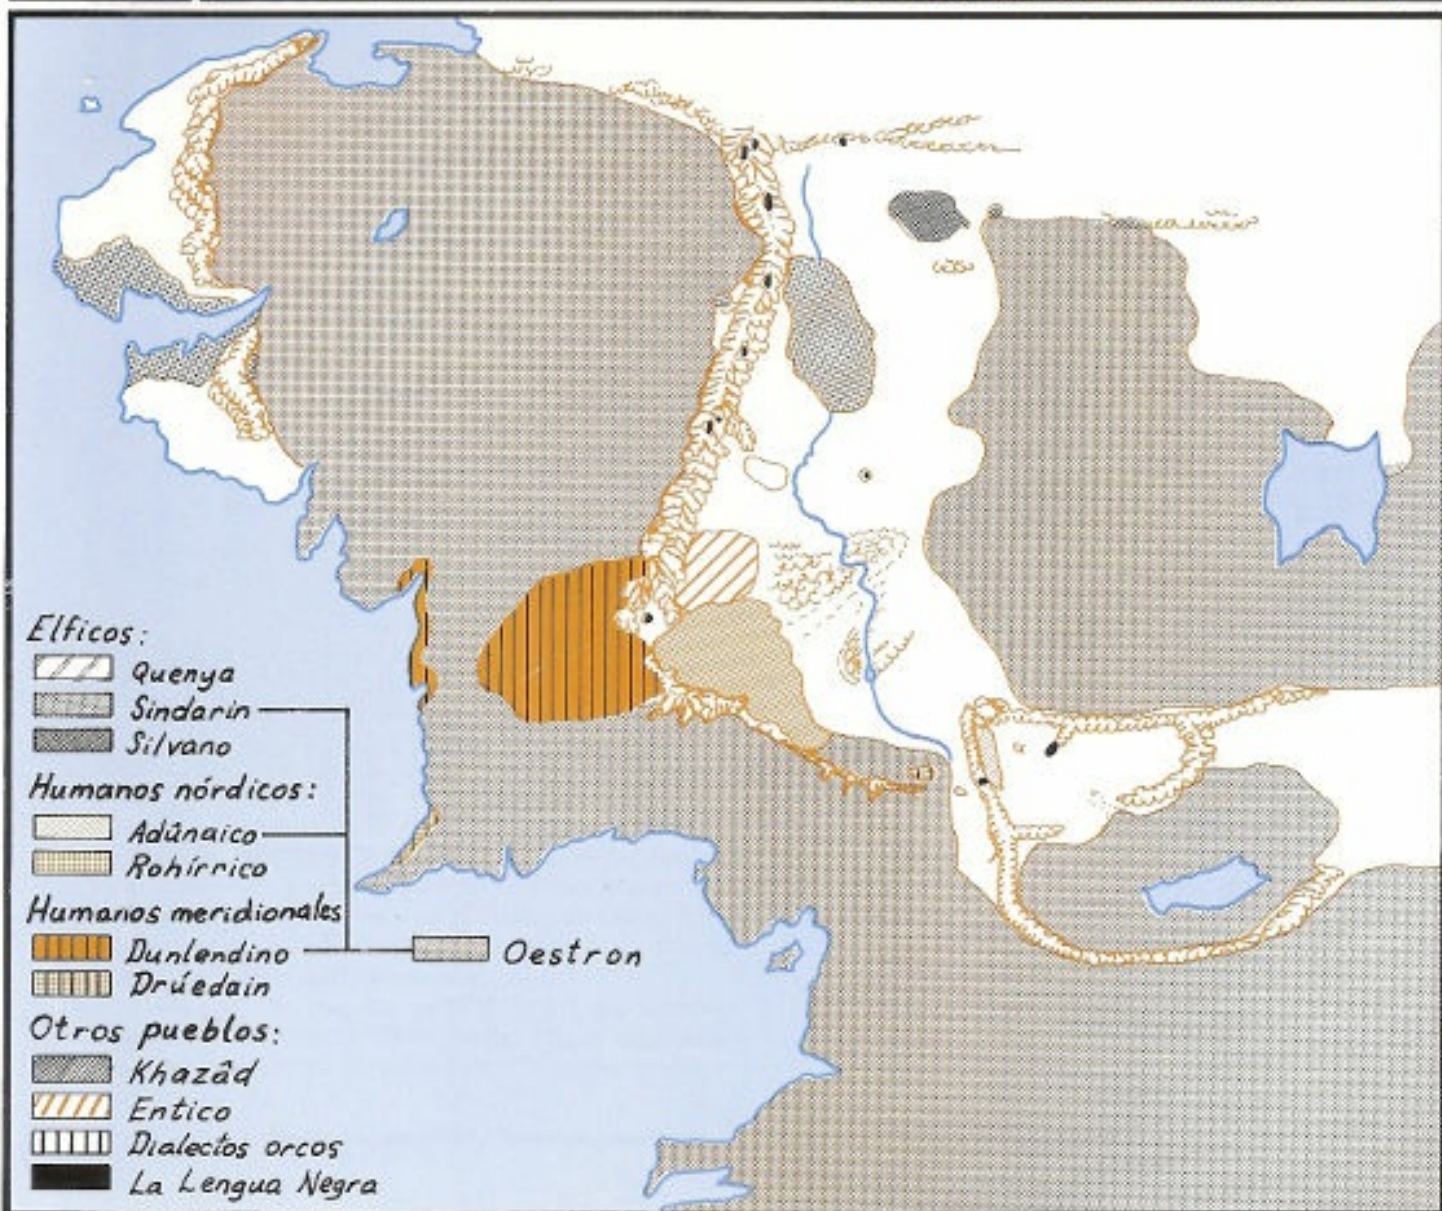 Elficos:
Quenya
Sindarin
Silvano
Humanos nórdicos:
Adûnaico
Rohírrico
Humanos meridionales
Dunlendino
Oestron
Drúedain
Otros pueblos:
Khazâd
Entico
Dialectos orcos
La Lengua Negra